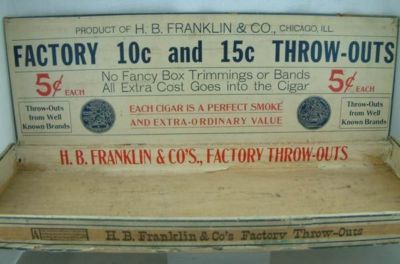 PRODUCT OF H. B. FRANKLIN & CO., CHICAGO, ILL.
FACTORY 10c and 15c THROW-OUTS
5¢ EACH
No Fancy Box Trimmings or Bands
All Extra Cost Goes into the Cigar
5¢ EACH
Throw-Outs
from Well
Known Brands
EACH CIGAR IS A PERFECT SMOKE
AND EXTRA-ORDINARY VALUE
Throw-Outs
from Well
Known Brands
H. B. FRANKLIN & CO'S., FACTORY THROW-OUTS
H. B. Franklin & Co's Factory Throw-Outs